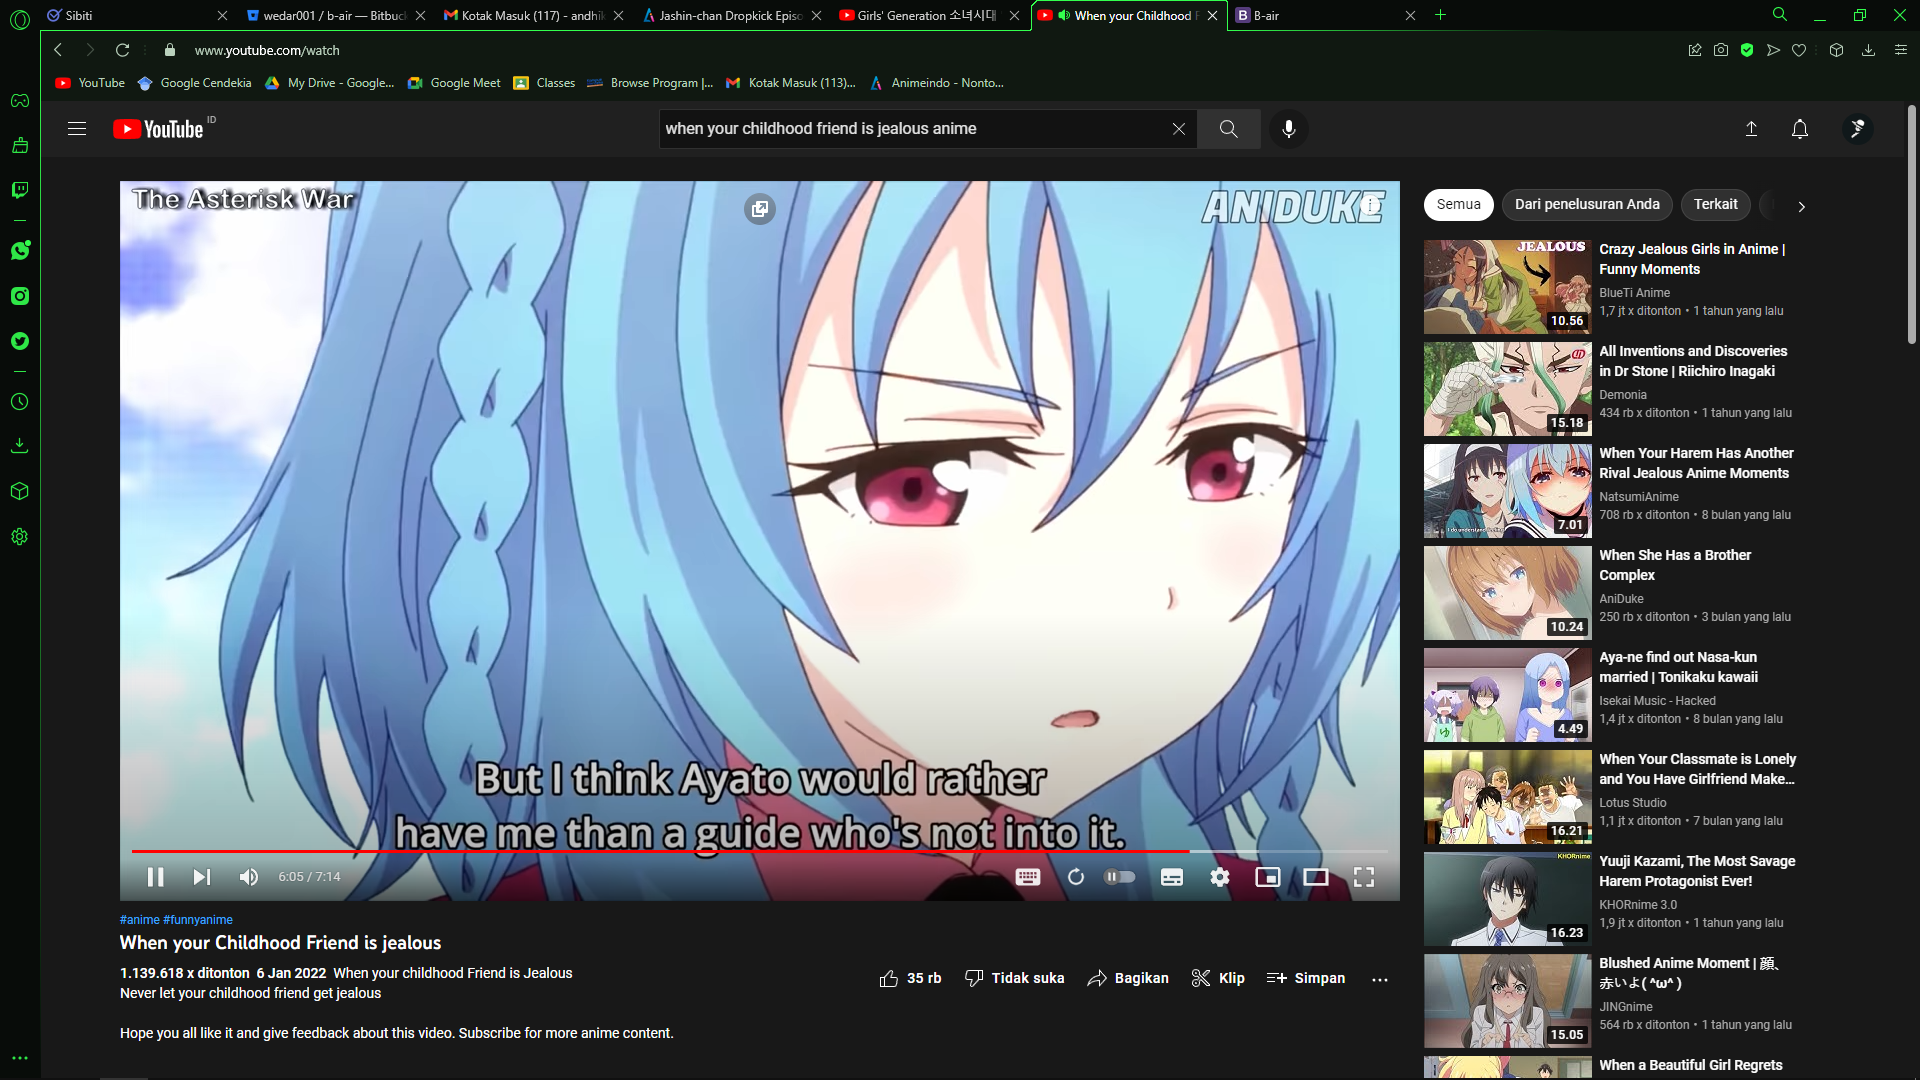 Sibiti
wedar001 / b-air — Bitbuck
Kotak Masuk (117) - andhik
Jashin-chan Dropkick Episo
Girls' Generation 소녀시대
When your Childhood F
B-air
www.youtube.com/watch
YouTube
Google Cendekia
My Drive - Google...
Google Meet
Classes
Browse Program |...
Kotak Masuk (113)...
Animeindo - Nonto...
YouTube ID
when your childhood friend is jealous anime
The Asterisk War
ANIDUKE
But I think Ayato would rather
have me than a guide who's not into it.
6:05 / 7:14
#anime #funnyanime
When your Childhood Friend is jealous
1.139.618 x ditonton 6 Jan 2022 When your childhood Friend is Jealous
Never let your childhood friend get jealous
Hope you all like it and give feedback about this video. Subscribe for more anime content.
35 rb
Tidak suka
Bagikan
Klip
Simpan
Semua
Dari penelusuran Anda
Terkait
JEALOUS
10.56
Crazy Jealous Girls in Anime |
Funny Moments
BlueTi Anime
1,7 jt x ditonton • 1 tahun yang lalu
15.18
All Inventions and Discoveries
in Dr Stone | Riichiro Inagaki
Demonia
434 rb x ditonton • 1 tahun yang lalu
7.01
When Your Harem Has Another
Rival Jealous Anime Moments
NatsumiAnime
708 rb x ditonton • 8 bulan yang lalu
10.24
When She Has a Brother
Complex
AniDuke
250 rb x ditonton • 3 bulan yang lalu
ゆ
4.49
Aya-ne find out Nasa-kun
married | Tonikaku kawaii
Isekai Music - Hacked
1,4 jt x ditonton • 8 bulan yang lalu
16.21
When Your Classmate is Lonely
and You Have Girlfriend Make...
Lotus Studio
1,1 jt x ditonton • 7 bulan yang lalu
KHORnime
16.23
Yuuji Kazami, The Most Savage
Harem Protagonist Ever!
KHORnime 3.0
1,9 jt x ditonton • 1 tahun yang lalu
15.05
Blushed Anime Moment | 顔、
赤いよ( ^ω^ )
JINGnime
564 rb x ditonton • 1 tahun yang lalu
When a Beautiful Girl Regrets